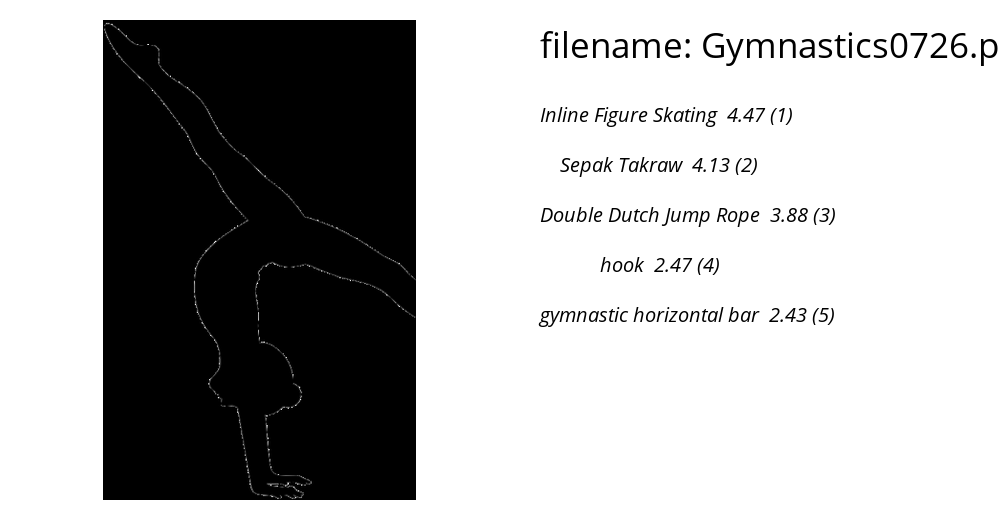 filename: Gymnastics0726.p
Inline Figure Skating 4.47 (1)
Sepak Takraw 4.13 (2)
Double Dutch Jump Rope 3.88 (3)
hook 2.47 (4)
gymnastic horizontal bar 2.43 (5)